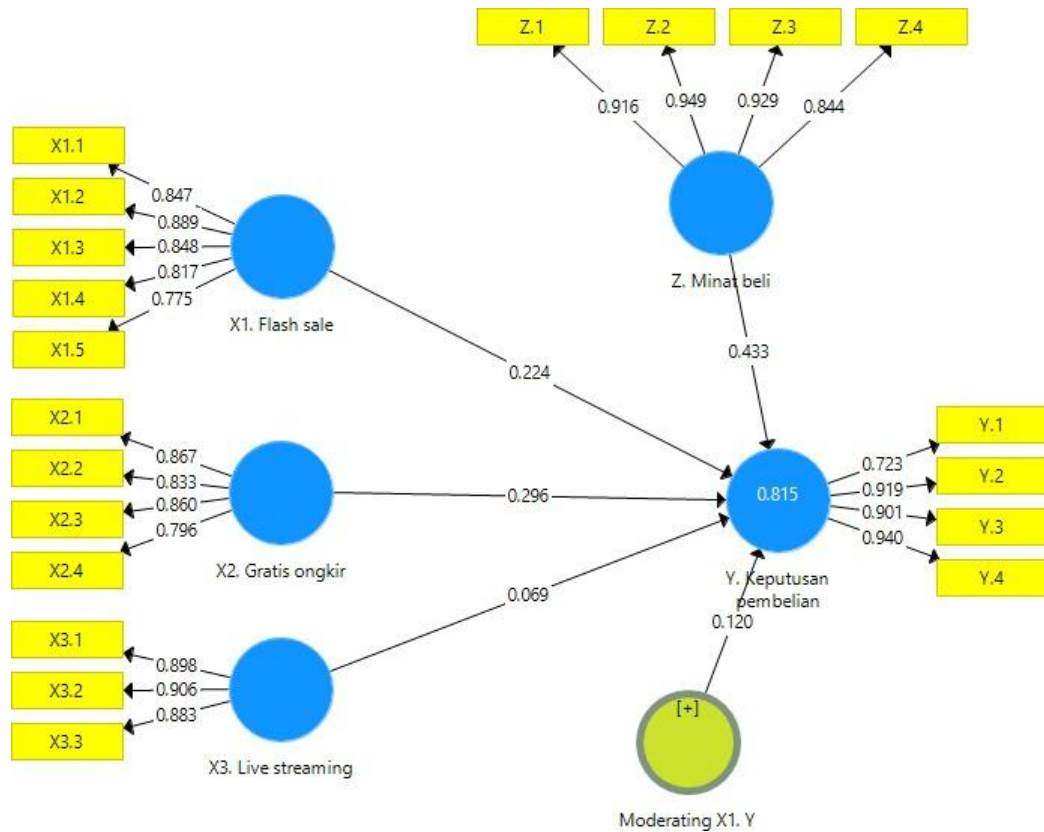 Z.1
Z.2
Z.3
Z.4
0.916
0.949
0.929
0.844
Z. Minat beli
0.433
X1.1
X1.2
X1.3
X1.4
X1.5
0.847
0.889
0.848
0.817
0.775
X1. Flash sale
0.224
X2.1
X2.2
X2.3
X2.4
0.867
0.833
0.860
0.796
X2. Gratis ongkir
0.296
X3.1
X3.2
X3.3
0.898
0.906
0.883
X3. Live streaming
0.069
0.815
Y. Keputusan
pembelian
0.723
0.919
0.901
0.940
Y.1
Y.2
Y.3
Y.4
0.120
[+]
Moderating X1. Y